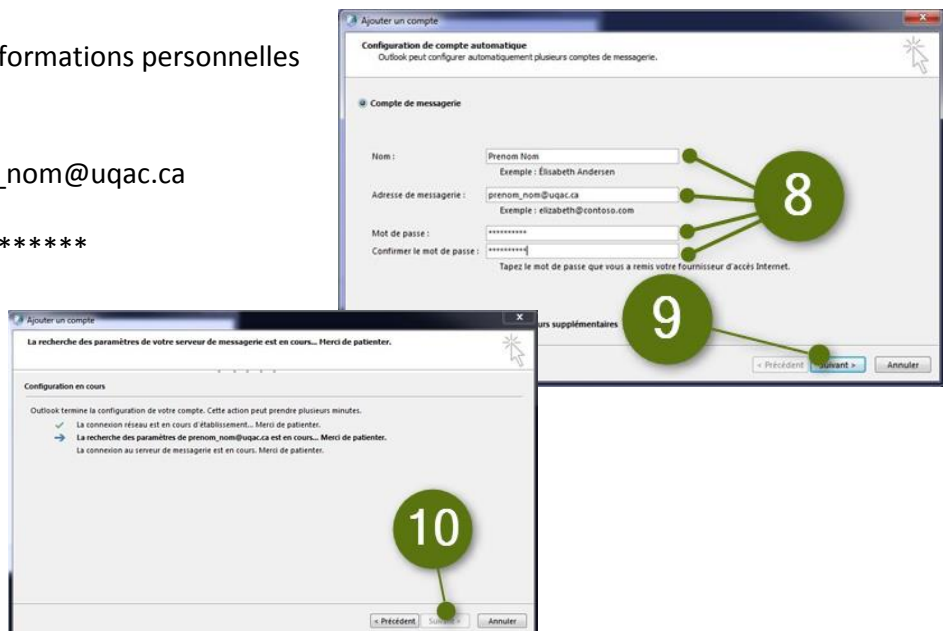 formations personnelles
_nom@uqac.ca
******
Ajouter un compte
Configuration de compte automatique
Outlook peut configurer automatiquement plusieurs comptes de messagerie.
Compte de messagerie
Nom : Prenom Nom
Exemple : Élisabeth Andersen
Adresse de messagerie : prenom_nom@uqac.ca
Exemple : elizabeth@contoso.com
8
Mot de passe : **********
Confirmer le mot de passe : **********
Tapez le mot de passe que vous a remis votre fournisseur d'accès Internet.
urs supplémentaires
9
< Précédent Suivant > Annuler
Ajouter un compte
La recherche des paramètres de votre serveur de messagerie est en cours... Merci de patienter.
Configuration en cours
Outlook termine la configuration de votre compte. Cette action peut prendre plusieurs minutes.
La connexion réseau est en cours d'établissement... Merci de patienter.
La recherche des paramètres de prenom_nom@uqac.ca est en cours... Merci de patienter.
La connexion au serveur de messagerie est en cours. Merci de patienter.
10
< Précédent Suivant > Annuler